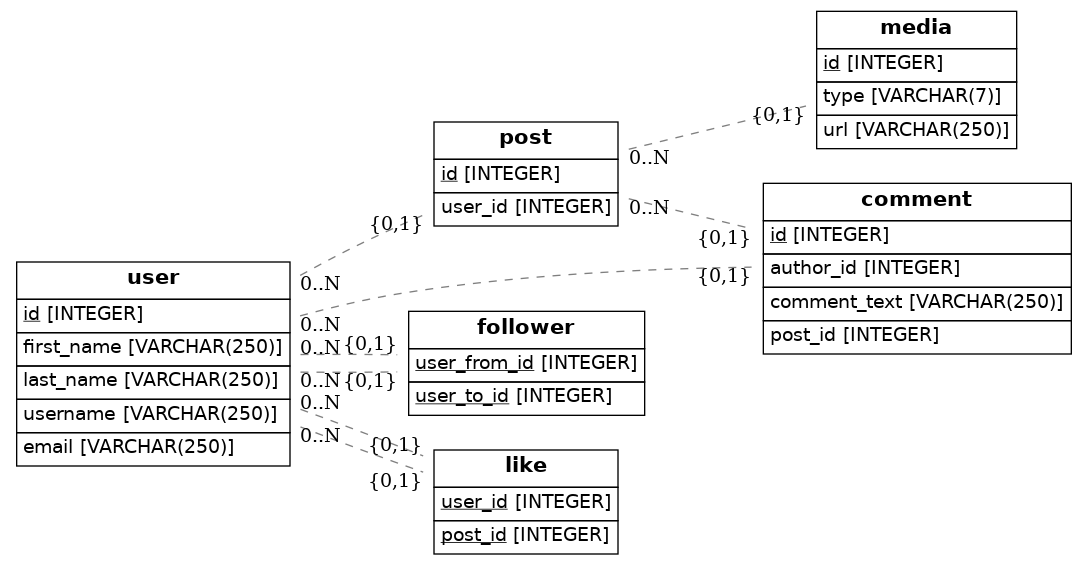 media
id [INTEGER]
type [VARCHAR(7)]
url [VARCHAR(250)]
{0,1}
0..N
post
id [INTEGER]
user_id [INTEGER]
0..N
{0,1}
comment
id [INTEGER]
author_id [INTEGER]
comment_text [VARCHAR(250)]
post_id [INTEGER]
{0,1}
0..N
{0,1}
0..N
user
id [INTEGER]
first_name [VARCHAR(250)]
last_name [VARCHAR(250)]
username [VARCHAR(250)]
email [VARCHAR(250)]
0..N
{0,1}
0..N
{0,1}
0..N
0..N
{0,1}
{0,1}
follower
user_from_id [INTEGER]
user_to_id [INTEGER]
like
user_id [INTEGER]
post_id [INTEGER]